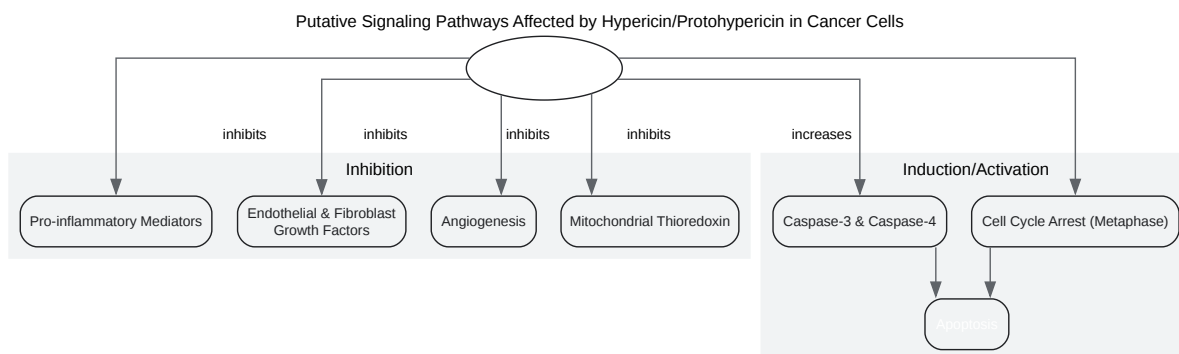 Putative Signaling Pathways Affected by Hypericin/Protohypericin in Cancer Cells
inhibits
inhibits
inhibits
inhibits
increases
Inhibition
Induction/Activation
Pro-inflammatory Mediators
Endothelial & Fibroblast
Growth Factors
Angiogenesis
Mitochondrial Thioredoxin
Caspase-3 & Caspase-4
Cell Cycle Arrest (Metaphase)
Apoptosis